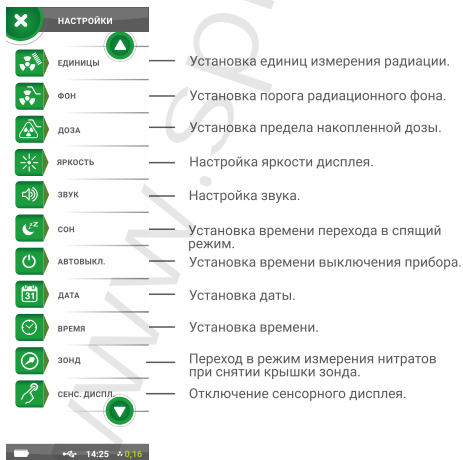 НАСТРОЙКИ
ЕДИНИЦЫ
Установка единиц измерения радиации.
ФОН
Установка порога радиационного фона.
ДОЗА
Установка предела накопленной дозы.
ЯРКОСТЬ
Настройка яркости дисплея.
ЗВУК
Настройка звука.
СОН
Установка времени перехода в спящий
режим.
АВТОВЫКЛ.
Установка времени выключения прибора.
31
ДАТА
Установка даты.
ВРЕМЯ
Установка времени.
ЗОНД
Переход в режим измерения нитратов
при снятии крышки зонда.
СЕНС. ДИСПЛ.
Отключение сенсорного дисплея.
14:25 0,16
www.sp